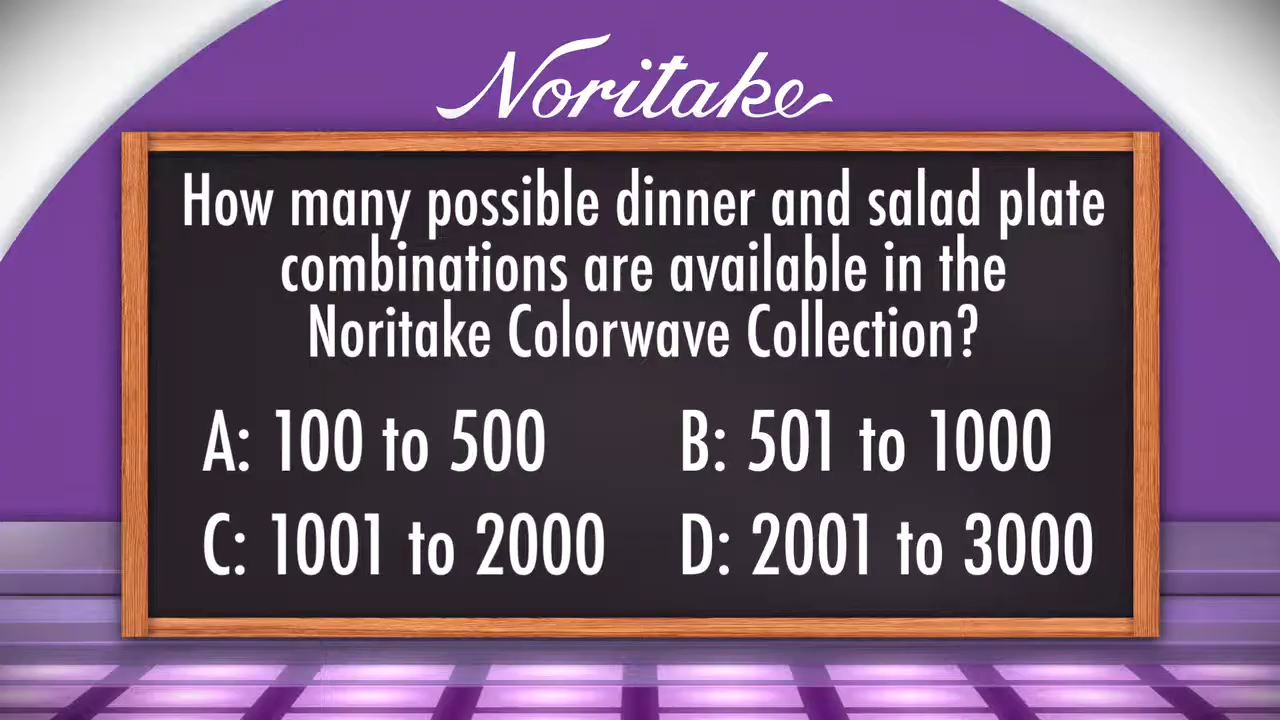 Noritake
How many possible dinner and salad plate
combinations are available in the
Noritake Colorwave Collection?
A: 100 to 500
B: 501 to 1000
C: 1001 to 2000
D: 2001 to 3000